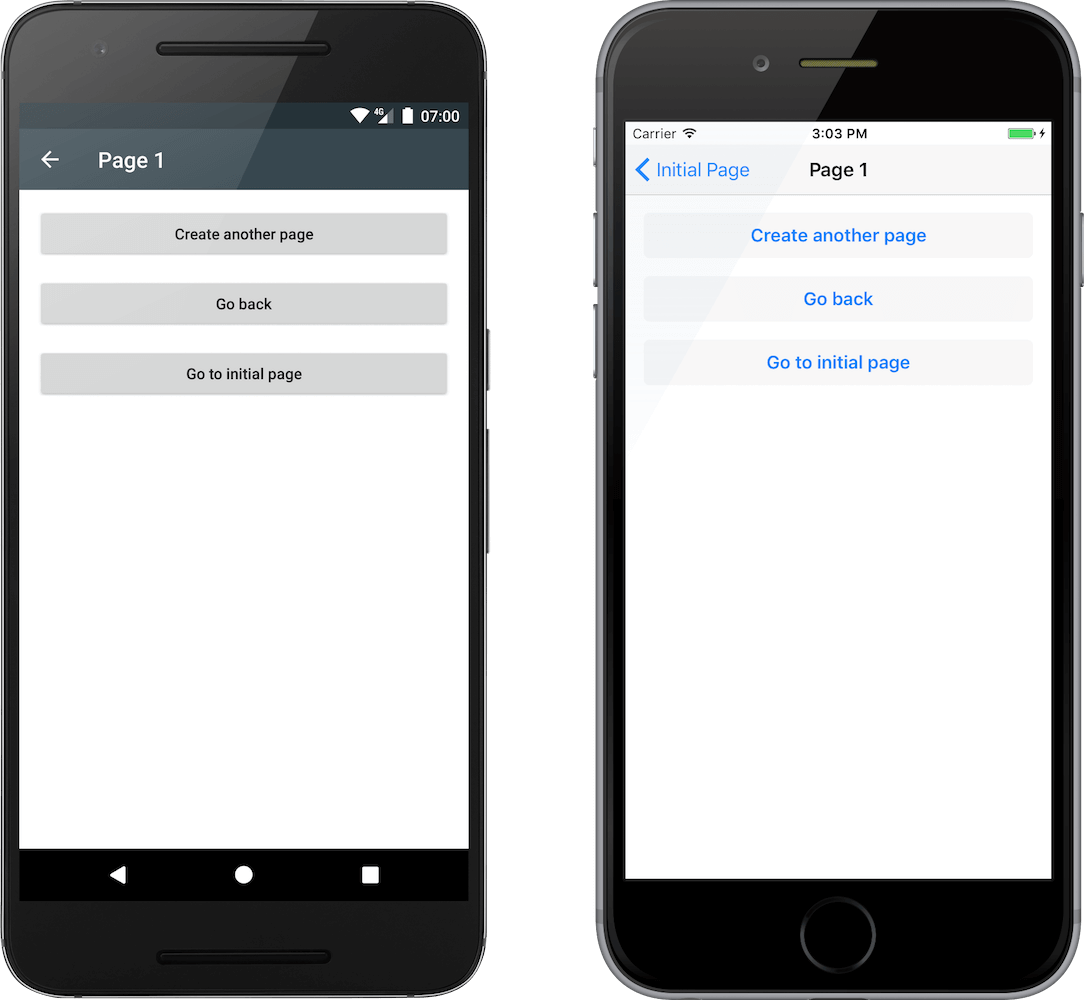 4G 07:00
Page 1
Create another page
Go back
Go to initial page
Carrier 3:03 PM
Initial Page Page 1
Create another page
Go back
Go to initial page